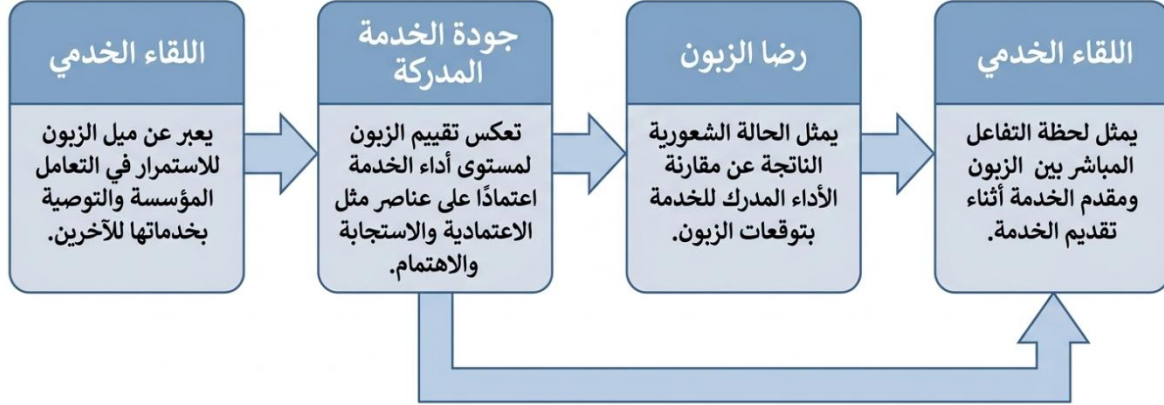 اللقاء الخدمي
يمثل لحظة التفاعل
المباشر بين الزبون
ومقدم الخدمة أثناء
تقديم الخدمة.
رضا الزبون
يمثل الحالة الشعورية
الناتجة عن مقارنة
الأداء المدرك للخدمة
بتوقعات الزبون.
جودة الخدمة
المدركة
تعكس تقييم الزبون
لمستوى أداء الخدمة
اعتمادًا على عناصر مثل
الاعتمادية والاستجابة
والاهتمام.
اللقاء الخدمي
يعبر عن ميل الزبون
للاستمرار في التعامل
المؤسسة والتوصية
بخدماتها للآخرين.